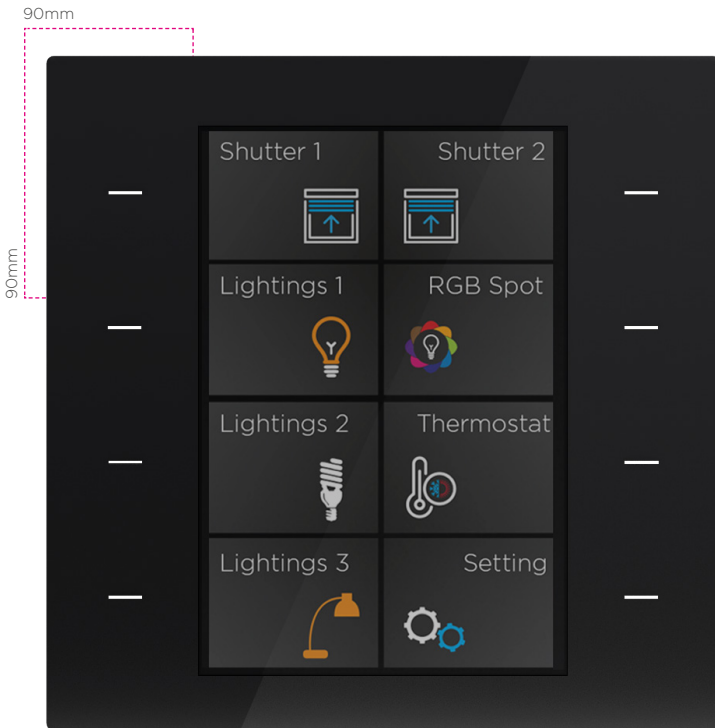 90mm
90mm
Shutter 1
Shutter 2
Lightings 1
RGB Spot
Lightings 2
Thermostat
Lightings 3
Setting